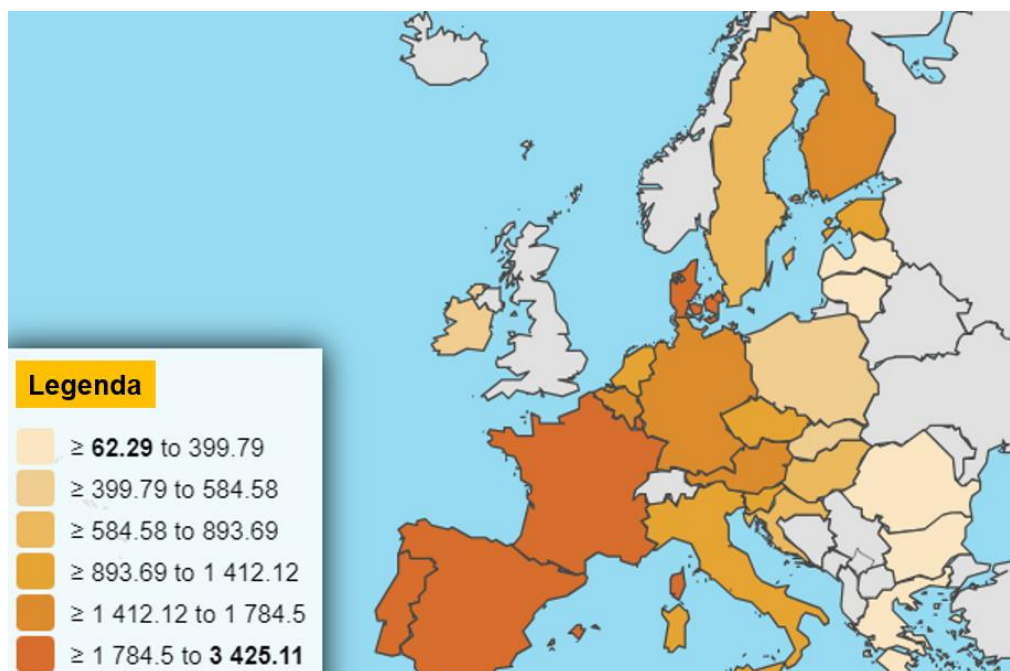 Legenda
≥ 62.29 to 399.79
≥ 399.79 to 584.58
≥ 584.58 to 893.69
≥ 893.69 to 1 412.12
≥ 1 412.12 to 1 784.5
≥ 1 784.5 to 3 425.11